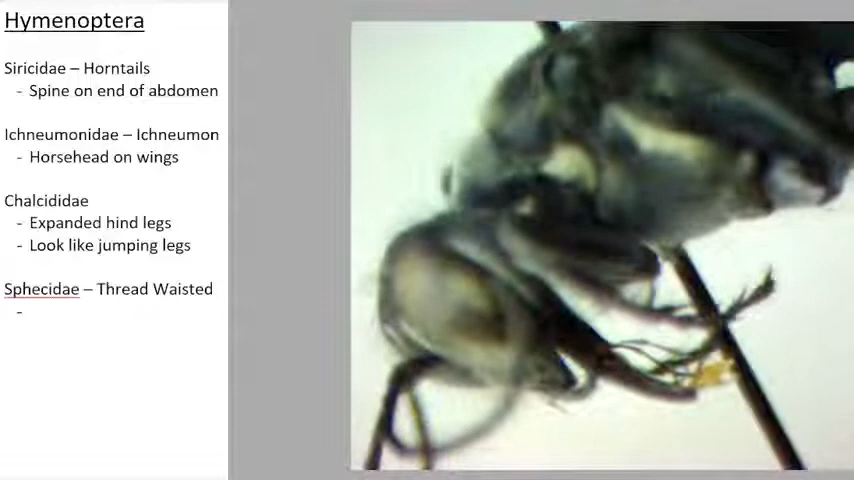 Hymenoptera
Siricidae – Horntails
- Spine on end of abdomen
Ichneumonidae – Ichneumon
- Horsehead on wings
Chalcididae
- Expanded hind legs
- Look like jumping legs
Sphecidae – Thread Waisted
-